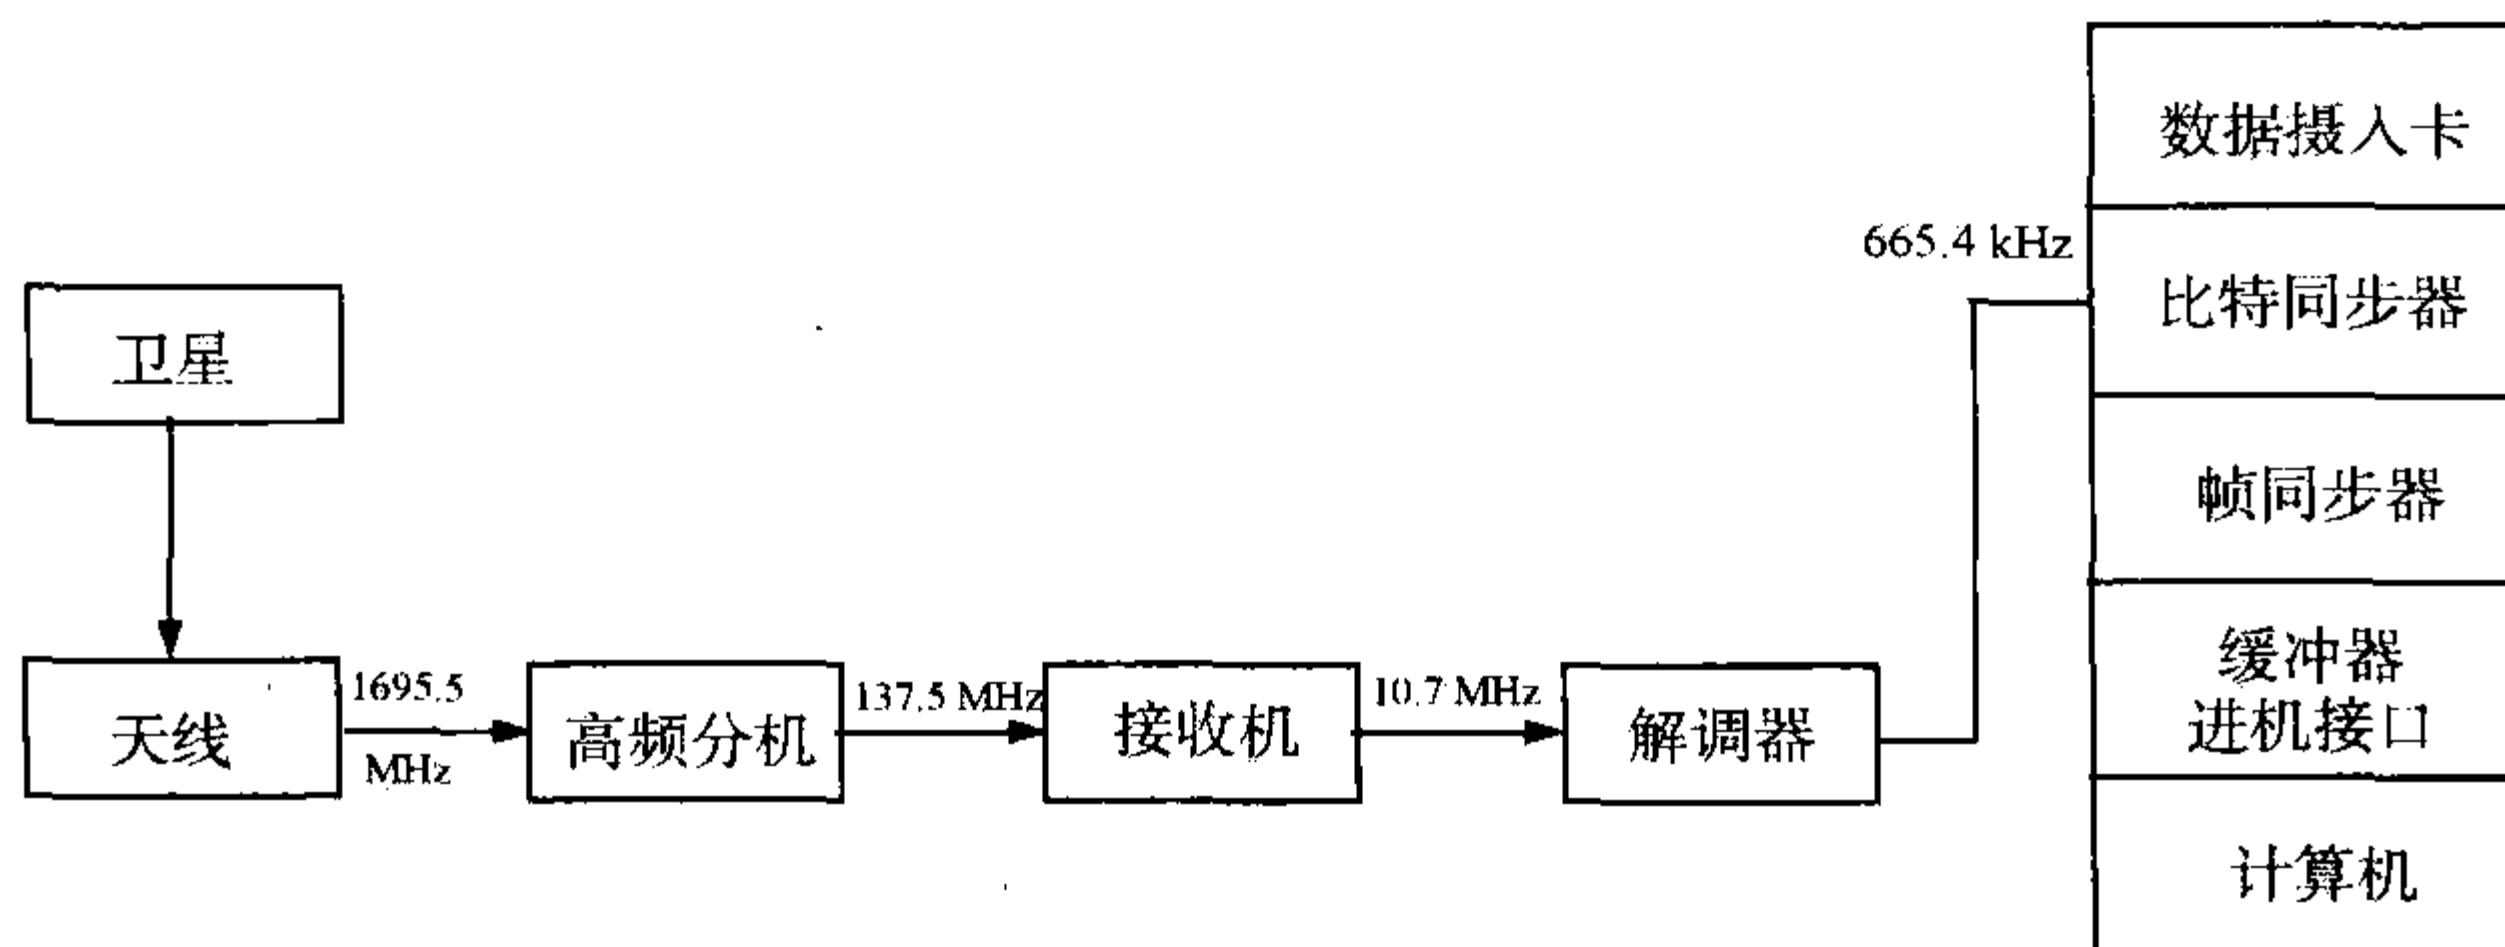 数据摄入卡
665.4 kHz
比特同步器
卫星
帧同步器
缓冲器
进机接口
天线
1695.5
MHz
高频分机
137.5 MHz
接收机
10.7 MHz
解调器
计算机